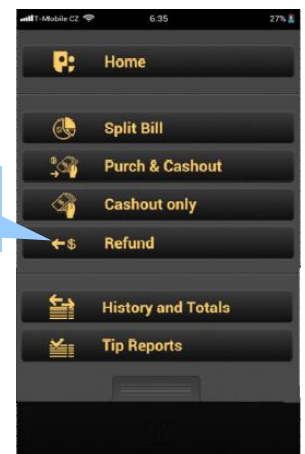 T-Mobile CZ 6:35 27%
Home
Split Bill
Purch & Cashout
Cashout only
Refund
History and Totals
Tip Reports